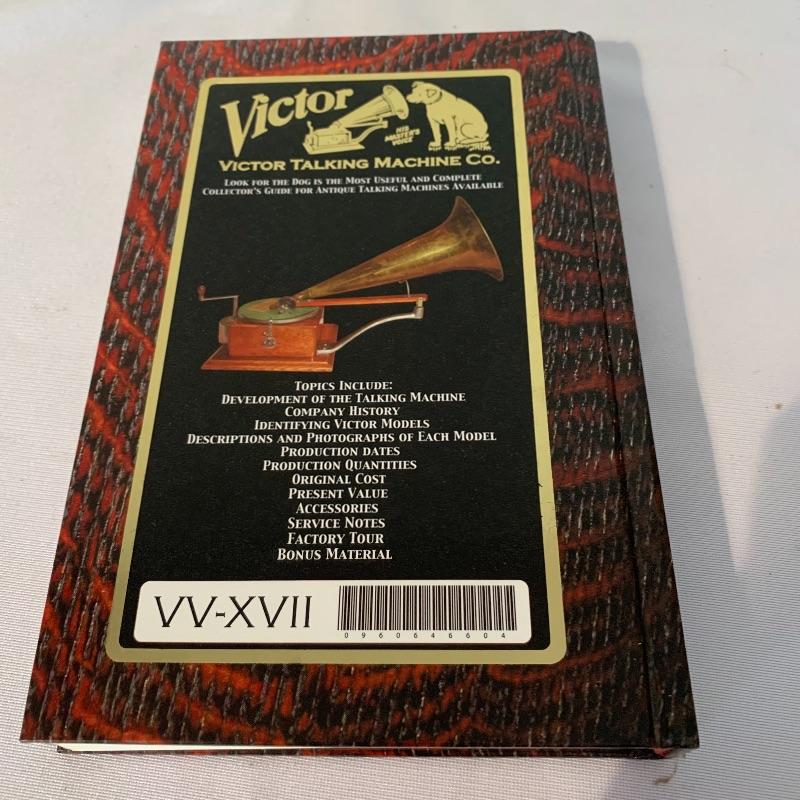 Victor
HIS
MASTER'S
VOICE
VICTOR TALKING MACHINE CO.
LOOK FOR THE DOG IS THE MOST USEFUL AND COMPLETE
COLLECTOR'S GUIDE FOR ANTIQUE TALKING MACHINES AVAILABLE
TOPICS INCLUDE:
DEVELOPMENT OF THE TALKING MACHINE
COMPANY HISTORY
IDENTIFYING VICTOR MODELS
DESCRIPTIONS AND PHOTOGRAPHS OF EACH MODEL
PRODUCTION DATES
PRODUCTION QUANTITIES
ORIGINAL COST
PRESENT VALUE
ACCESSORIES
SERVICE NOTES
FACTORY TOUR
BONUS MATERIAL
VV-XVII
0960646604